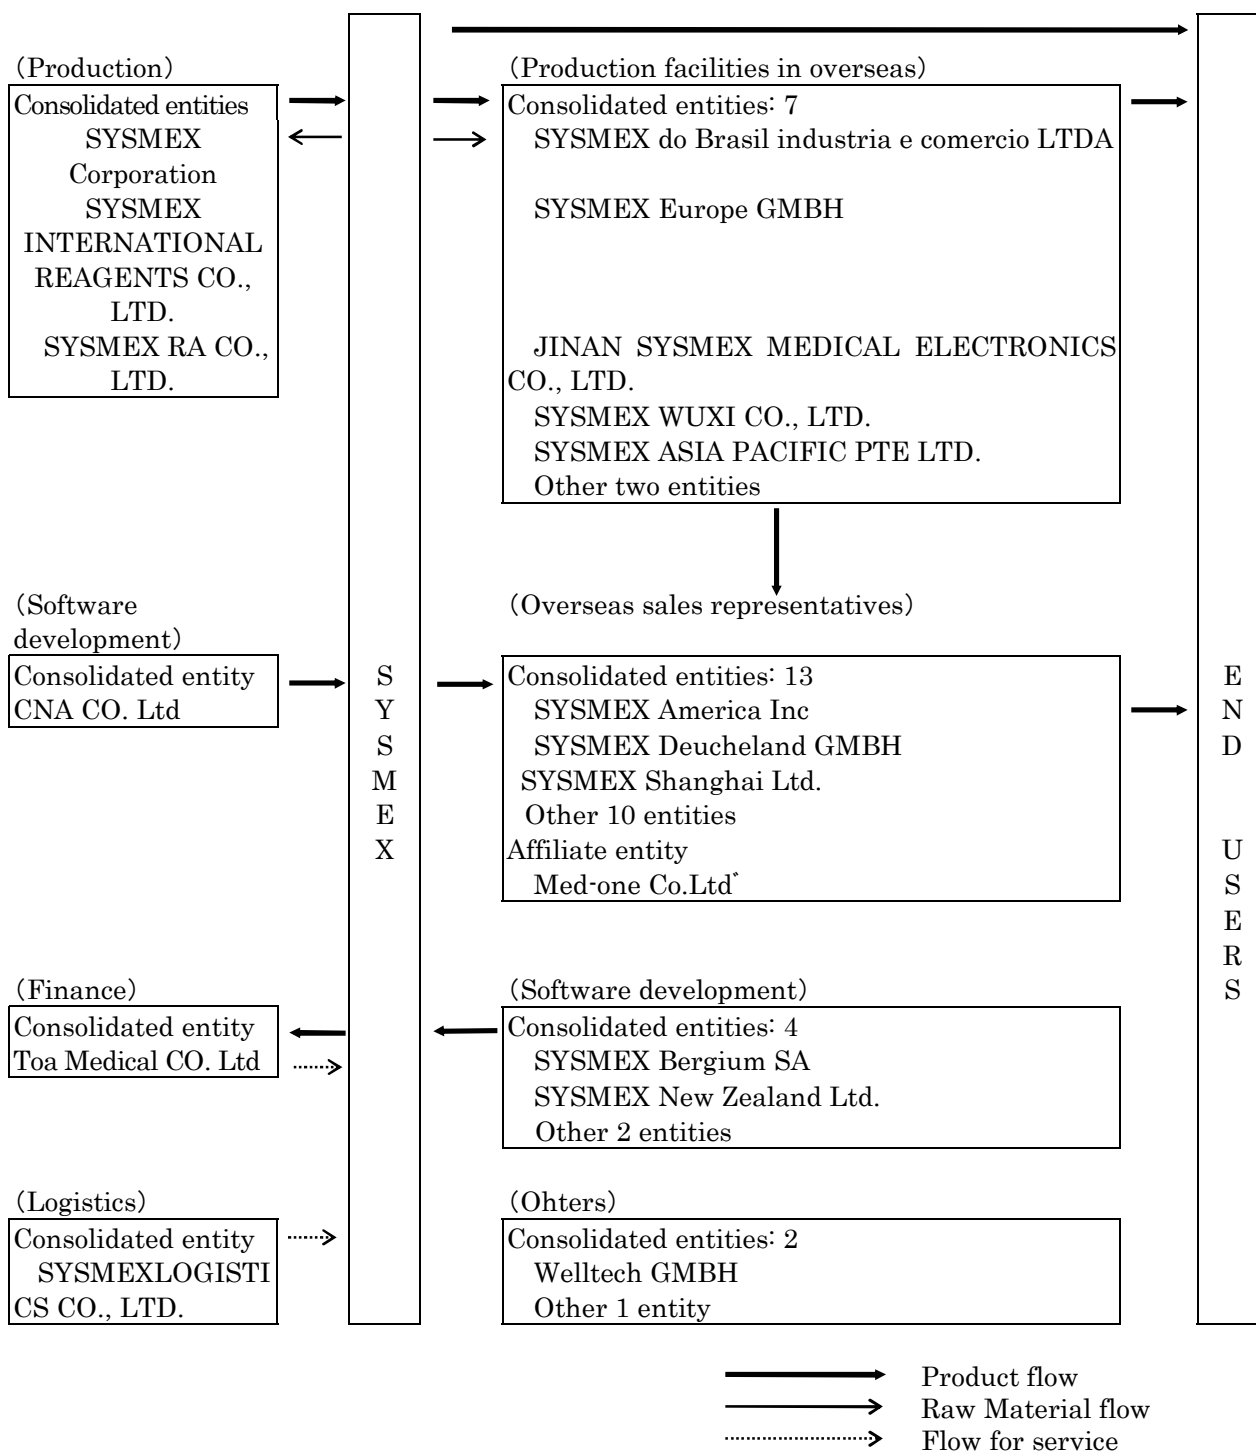 (Production)
Consolidated entities
SYSMEX
Corporation
SYSMEX
INTERNATIONAL
REAGENTS CO.,
LTD.
SYSMEX RA CO.,
LTD.
(Production facilities in overseas)
Consolidated entities: 7
SYSMEX do Brasil industria e comercio LTDA
SYSMEX Europe GMBH
JINAN SYSMEX MEDICAL ELECTRONICS
CO., LTD.
SYSMEX WUXI CO., LTD.
SYSMEX ASIA PACIFIC PTE LTD.
Other two entities
(Software
development)
Consolidated entity
CNA CO. Ltd
S
Y
S
M
E
X
(Overseas sales representatives)
Consolidated entities: 13
SYSMEX America Inc
SYSMEX Deucheland GMBH
SYSMEX Shanghai Ltd.
Other 10 entities
Affiliate entity
Med-one Co.Ltd*
E
N
D
U
S
E
R
S
(Finance)
Consolidated entity
Toa Medical CO. Ltd
(Software development)
Consolidated entities: 4
SYSMEX Bergium SA
SYSMEX New Zealand Ltd.
Other 2 entities
(Logistics)
Consolidated entity
SYSMEXLOGISTI
CS CO., LTD.
(Ohters)
Consolidated entities: 2
Welltech GMBH
Other 1 entity
Product flow
Raw Material flow
Flow for service